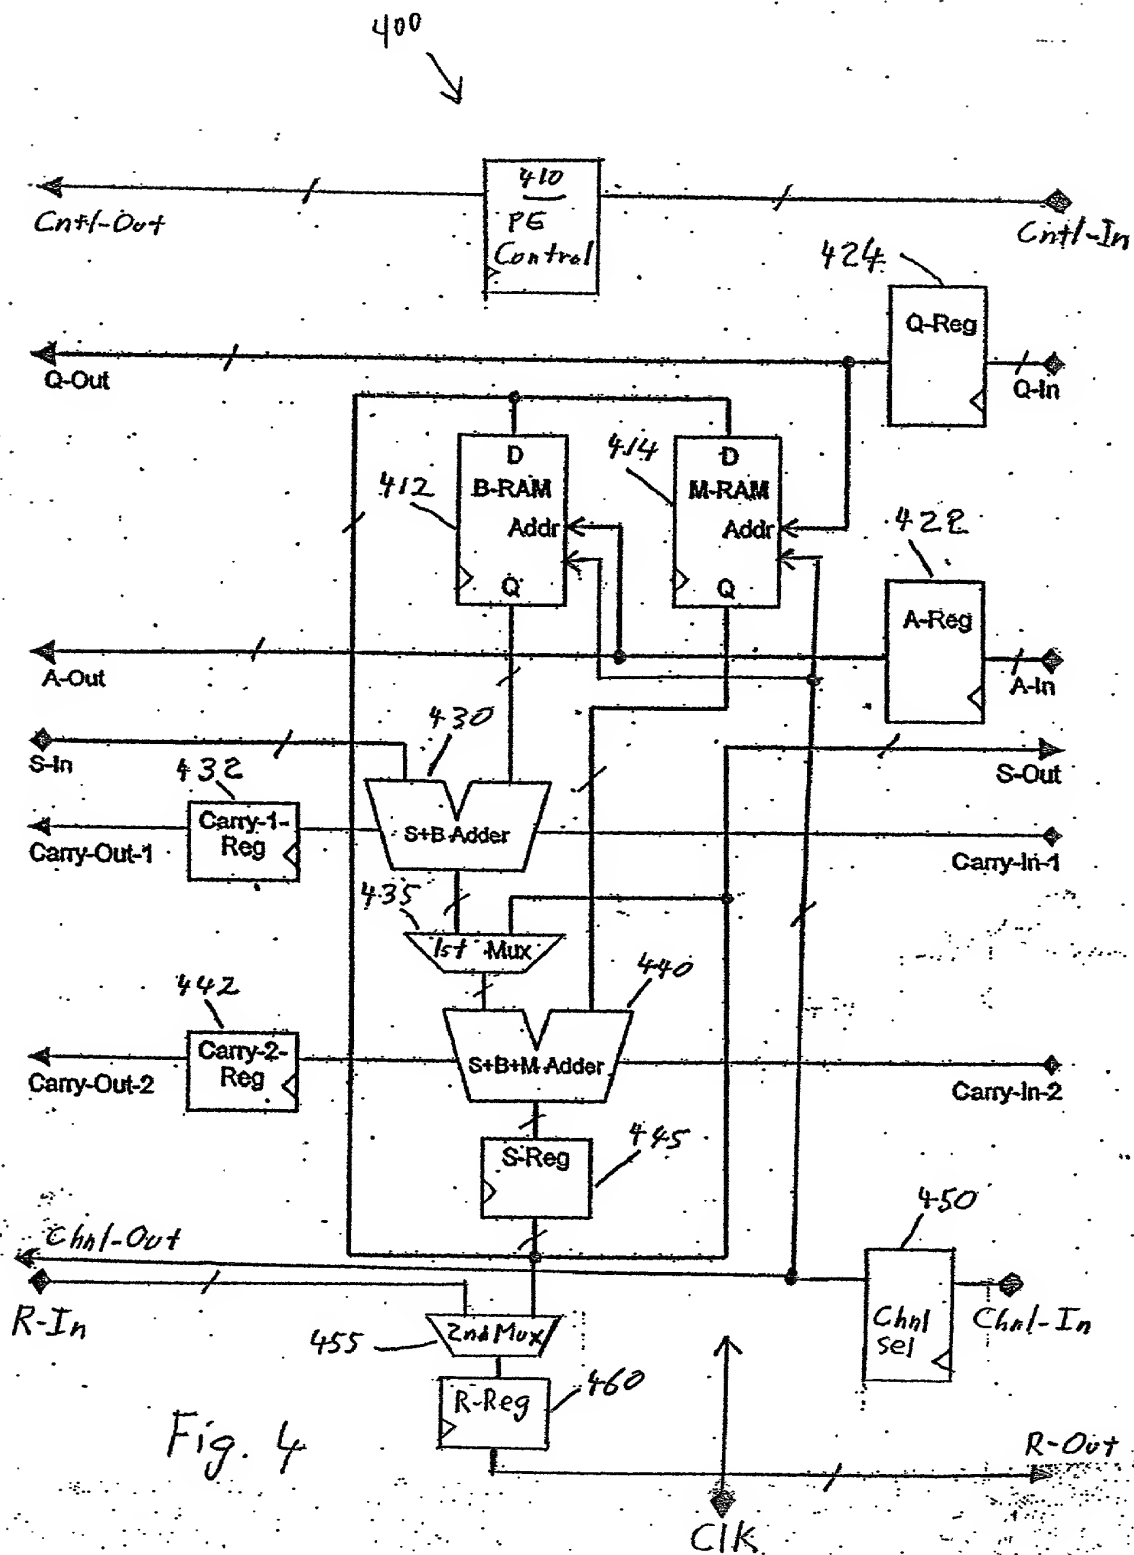 400
410
PE
Control
Cntl-Out
Cntl-In
424
Q-Reg
Q-Out
Q-In
412
D
B-RAM
Addr
Q
414
D
M-RAM
Addr
Q
422
A-Reg
A-Out
A-In
430
S-In
S-Out
432
Carry-1-
Reg
S+B Adder
Carry-Out-1
Carry-In-1
435
1st Mux
440
442
Carry-2-
Reg
S+B+M Adder
Carry-Out-2
Carry-In-2
445
S-Reg
450
Chnl-Out
R-In
Chnl
sel
Chnl-In
455
2nd Mux
460
R-Reg
Fig. 4
R-Out
ClK